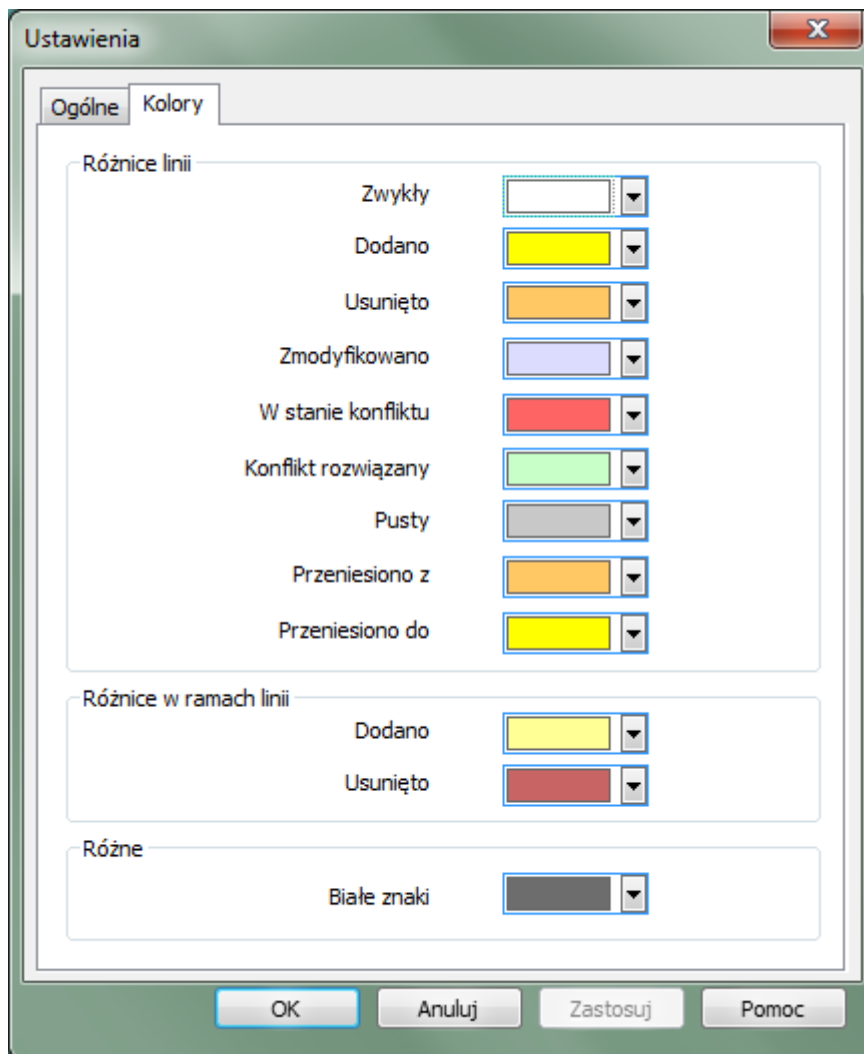 Ustawienia
Ogólne Kolory
Różnice linii
Zwykły
Dodano
Usunięto
Zmodyfikowano
W stanie konfliktu
Konflikt rozwiązany
Pusty
Przeniesiono z
Przeniesiono do
Różnice w ramach linii
Dodano
Usunięto
Różne
Białe znaki
OK Anuluj Zastosuj Pomoc